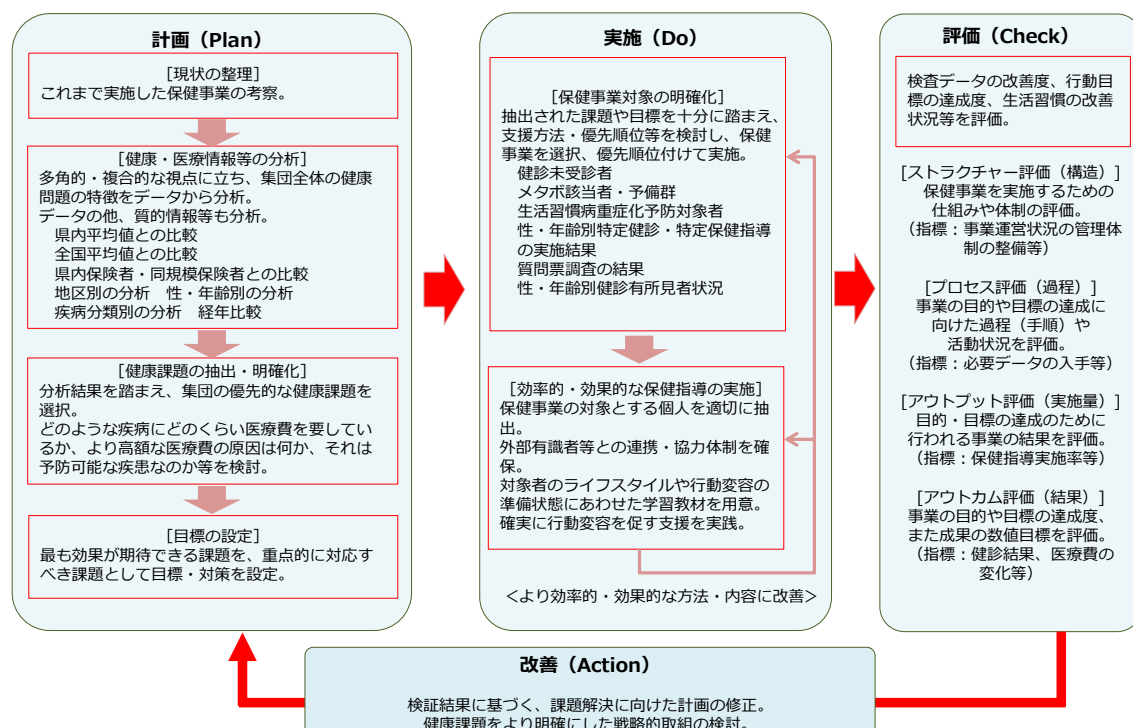 計画（Plan）
[現状の整理]
これまで実施した保健事業の考察。
[健康・医療情報等の分析]
多角的・複合的な視点に立ち、集団全体の健康
問題の特徴をデータから分析。
データの他、質的情報等も分析。
県内平均値との比較
全国平均値との比較
県内保険者・同規模保険者との比較
地区別の分析　性・年齢別の分析
疾病分類別の分析　経年比較
[健康課題の抽出・明確化]
分析結果を踏まえ、集団の優先的な健康課題を
選択。
どのような疾病にどのくらい医療費を要してい
るか、より高額な医療費の原因は何か、それは
予防可能な疾患なのか等を検討。
[目標の設定]
最も効果が期待できる課題を、重点的に対応す
べき課題として目標・対策を設定。
実施（Do）
[保健事業対象の明確化]
抽出された課題や目標を十分に踏まえ、
支援方法・優先順位等を検討し、保健
事業を選択、優先順位付けて実施。
健診未受診者
メタボ該当者・予備群
生活習慣病重症化予防対象者
性・年齢別特定健診・特定保健指導
の実施結果
質問票調査の結果
性・年齢別健診有所見者状況
[効率的・効果的な保健指導の実施]
保健事業の対象とする個人を適切に抽
出。
外部有識者等との連携・協力体制を確
保。
対象者のライフスタイルや行動変容の
準備状態にあわせた学習教材を用意。
確実に行動変容を促す支援を実践。
＜より効率的・効果的な方法・内容に改善＞
評価（Check）
検査データの改善度、行動目
標の達成度、生活習慣の改善
状況等を評価。
[ストラクチャー評価（構造）]
保健事業を実施するための
仕組みや体制の評価。
（指標：事業運営状況の管理体
制の整備等）
[プロセス評価（過程）]
事業の目的や目標の達成に
向けた過程（手順）や
活動状況を評価。
（指標：必要データの入手等）
[アウトプット評価（実施量）]
目的・目標の達成のために
行われる事業の結果を評価。
（指標：保健指導実施率等）
[アウトカム評価（結果）]
事業の目的や目標の達成度、
また成果の数値目標を評価。
（指標：健診結果、医療費の
変化等）
改善（Action）
検証結果に基づく、課題解決に向けた計画の修正。
健康課題をより明確にした戦略的取組の検討。